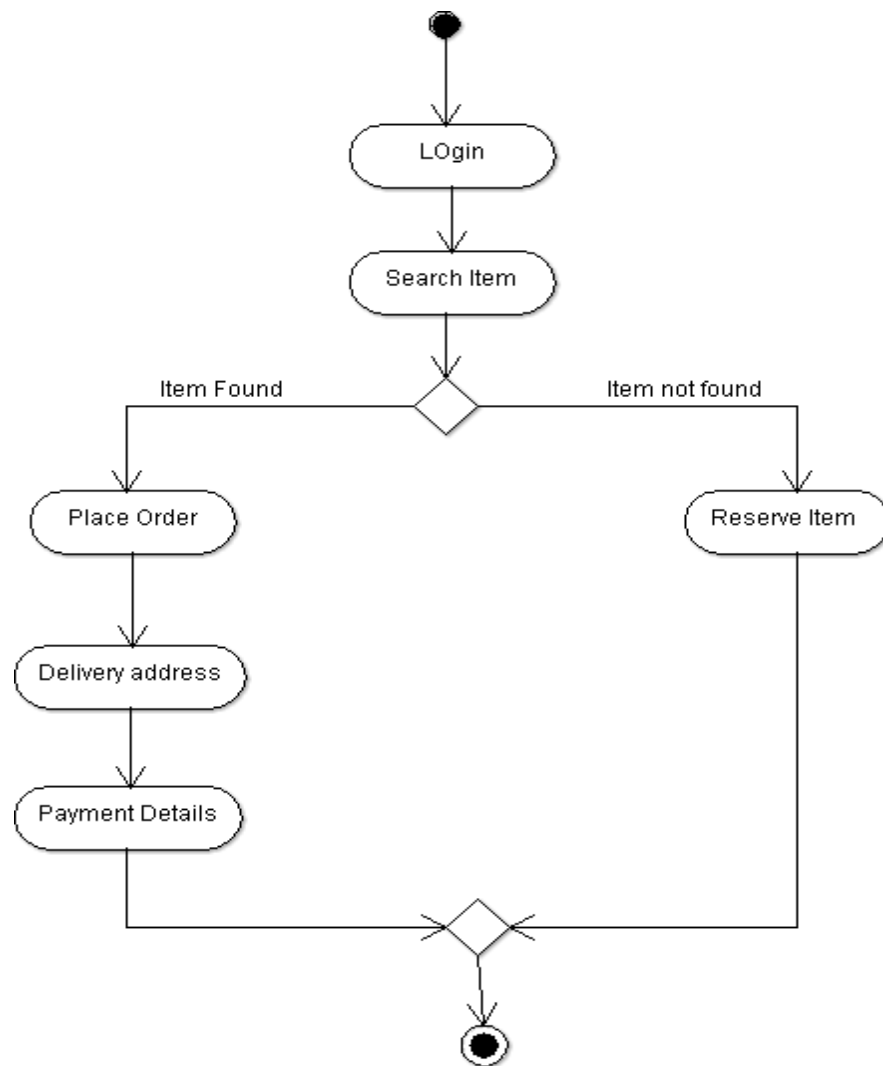 LOgin
Search Item
Item Found
Item not found
Place Order
Reserve Item
Delivery address
Payment Details